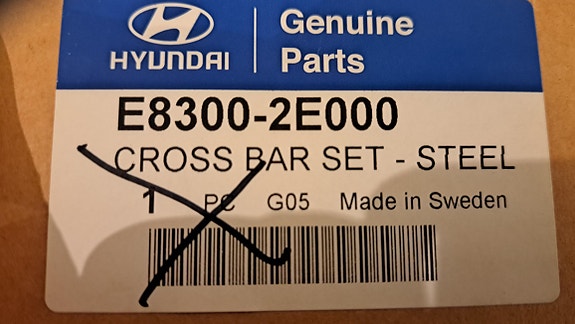 HYUNDAI
Genuine
Parts
E8300-2E000
CROSS BAR SET - STEEL
1 PC G05 Made in Sweden